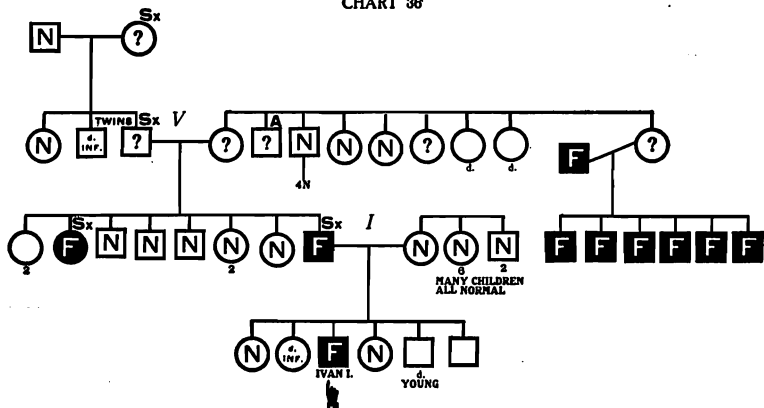 CHART 36
N Sx ?
TWINS Sx V A
N d. INF. ? ? ? N N N ? d. d. F ?
4N
Sx Sx I
F N N N N N F N N N F F F F F F
2 2 6 2
MANY CHILDREN
ALL NORMAL
N d. INF. F N
IVAN I. d.
YOUNG